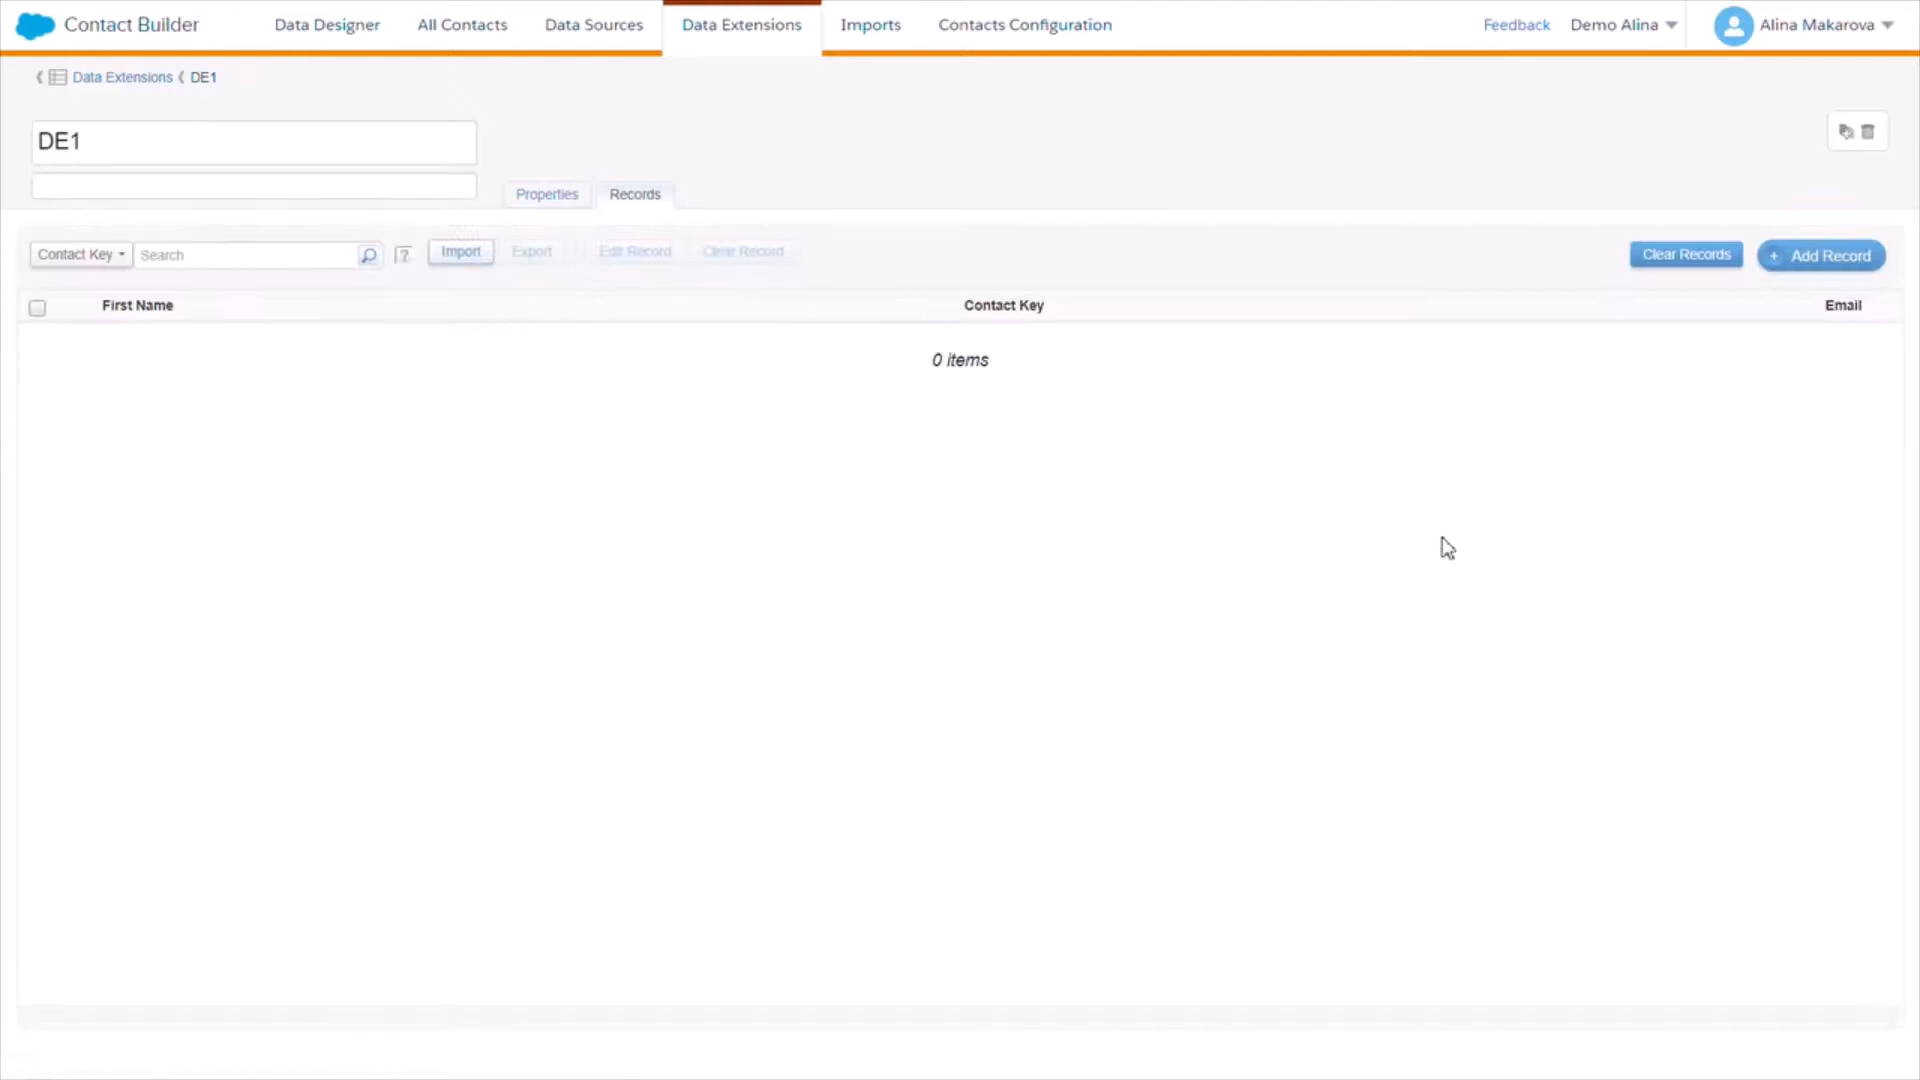 Contact Builder Data Designer All Contacts Data Sources Data Extensions Imports Contacts Configuration Feedback Demo Alina Alina Makarova
Data Extensions DE1
DE1
Properties Records
Contact Key Search ? Import Export Edit Record Clear Record Clear Records + Add Record
First Name Contact Key Email
0 items